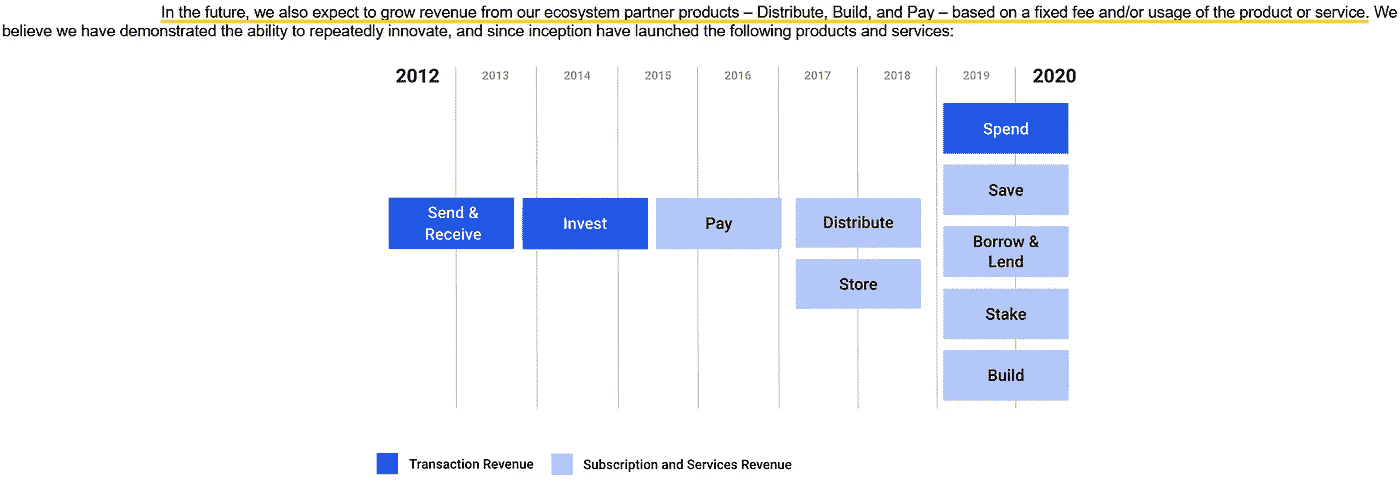 In the future, we also expect to grow revenue from our ecosystem partner products – Distribute, Build, and Pay – based on a fixed fee and/or usage of the product or service. We
believe we have demonstrated the ability to repeatedly innovate, and since inception have launched the following products and services:
2012 2013 2014 2015 2016 2017 2018 2019 2020
Spend
Save
Send &
Receive
Invest
Pay
Distribute
Borrow &
Lend
Store
Stake
Build
Transaction Revenue
Subscription and Services Revenue